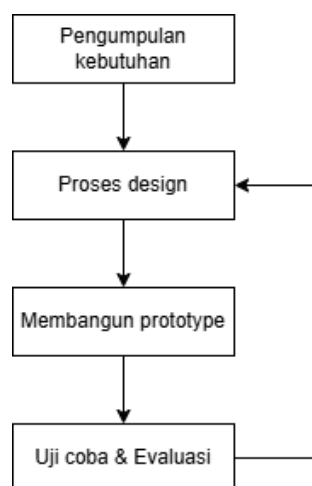 Pengumpulan
kebutuhan
Proses design
Membangun prototype
Uji coba & Evaluasi